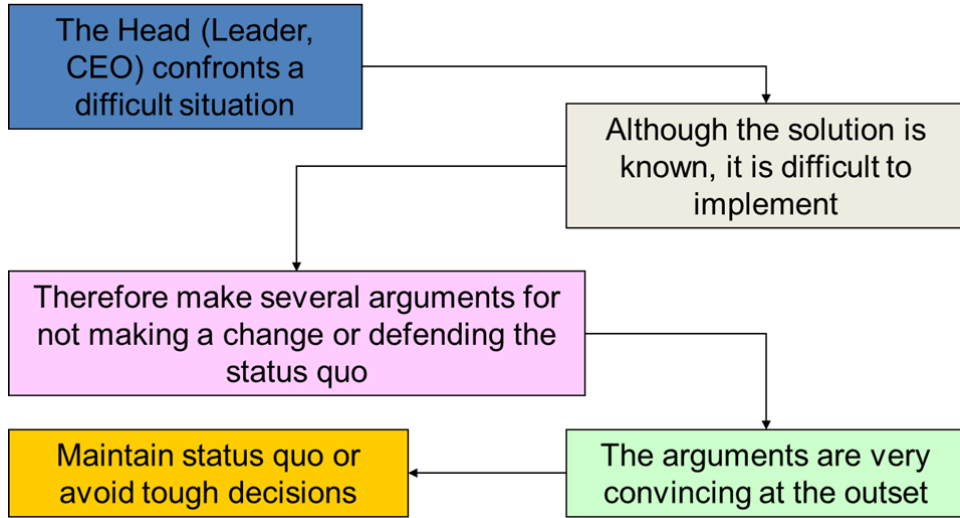 The Head (Leader,
CEO) confronts a
difficult situation
Although the solution is
known, it is difficult to
implement
Therefore make several arguments for
not making a change or defending the
status quo
The arguments are very
convincing at the outset
Maintain status quo or
avoid tough decisions